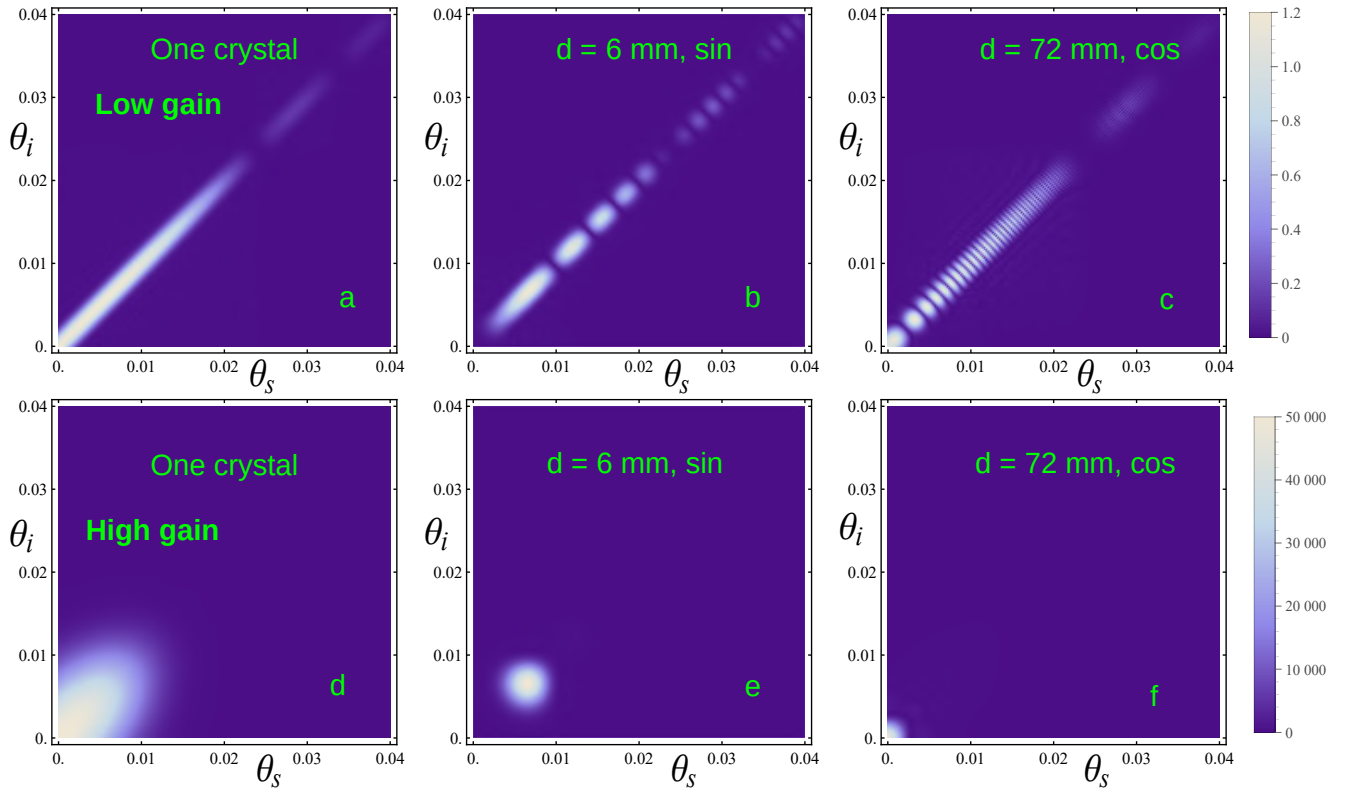 One crystal
Low gain
a
θi
θs
0.04
0.03
0.02
0.01
0.
0.
0.01
0.02
0.03
0.04
d = 6 mm, sin
b
θi
θs
0.04
0.03
0.02
0.01
0.
0.
0.01
0.02
0.03
0.04
d = 72 mm, cos
c
θi
θs
0.04
0.03
0.02
0.01
0.
0.
0.01
0.02
0.03
0.04
1.2
1.0
0.8
0.6
0.4
0.2
0
One crystal
High gain
d
θi
θs
0.04
0.03
0.02
0.01
0.
0.
0.01
0.02
0.03
0.04
d = 6 mm, sin
e
θi
θs
0.04
0.03
0.02
0.01
0.
0.
0.01
0.02
0.03
0.04
d = 72 mm, cos
f
θi
θs
0.04
0.03
0.02
0.01
0.
0.
0.01
0.02
0.03
0.04
50 000
40 000
30 000
20 000
10 000
0